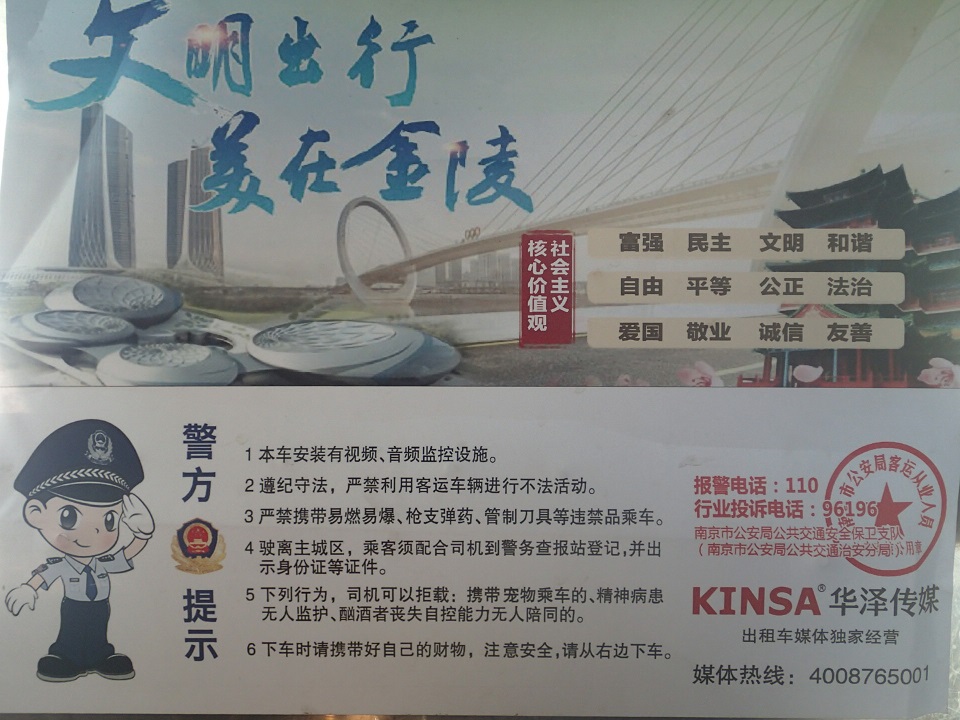 文明出行
美在金陵
社会主义
核心价值观
富强 民主 文明 和谐
自由 平等 公正 法治
爱国 敬业 诚信 友善
警方
提示
1 本车安装有视频、音频监控设施。
2 遵纪守法，严禁利用客运车辆进行不法活动。
3 严禁携带易燃易爆、枪支弹药、管制刀具等违禁品乘车。
4 驶离主城区，乘客须配合司机到警务查报站登记,并出
示身份证等证件。
5 下列行为，司机可以拒载：携带宠物乘车的、精神病患
无人监护、酗酒者丧失自控能力无人陪同的。
6 下车时请携带好自己的财物，注意安全,请从右边下车。
报警电话：110
行业投诉电话：96196
南京市公安局公共交通安全保卫支队
（南京市公安局公共交通治安分局）
市公安局客运从业人员
公用章
KINSA® 华泽传媒
出租车媒体独家经营
媒体热线：4008765001